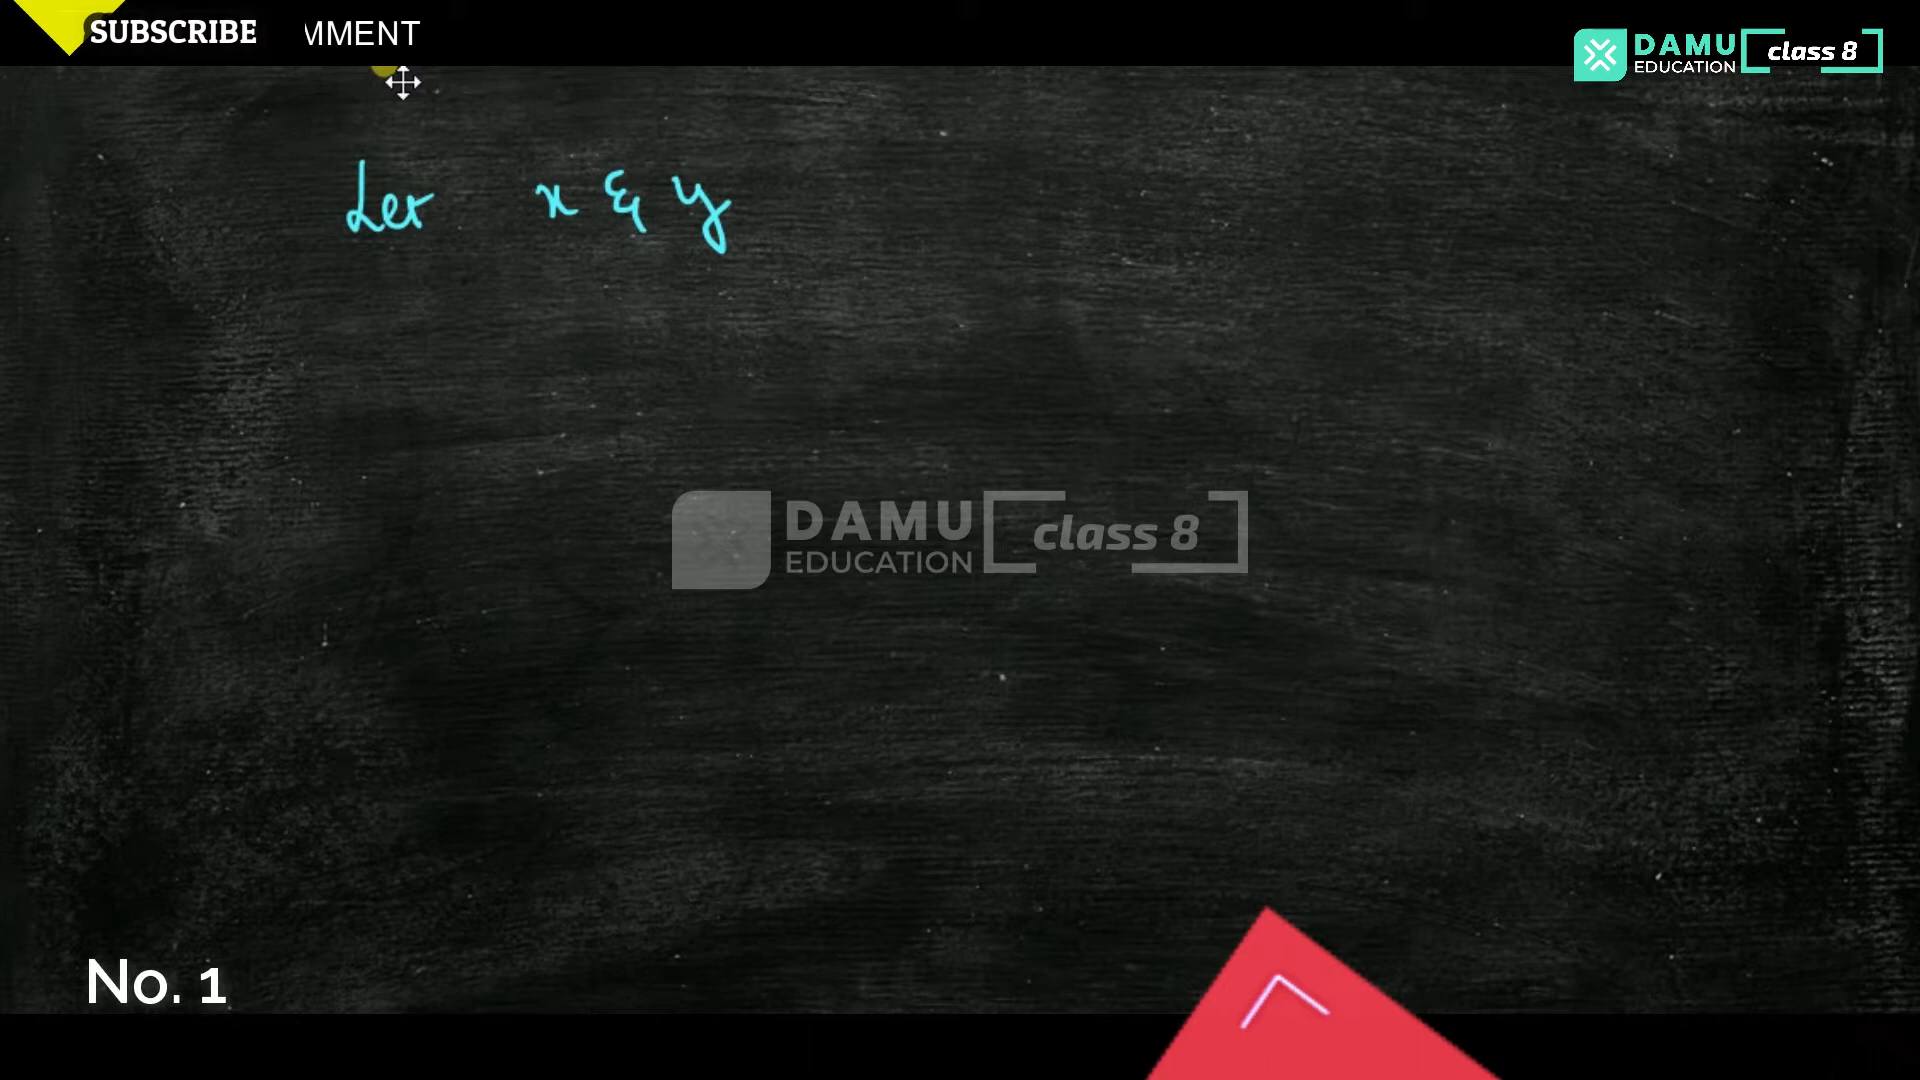 SUBSCRIBE MMENT
DAMU EDUCATION class 8
Let x & y
DAMU EDUCATION class 8
No. 1